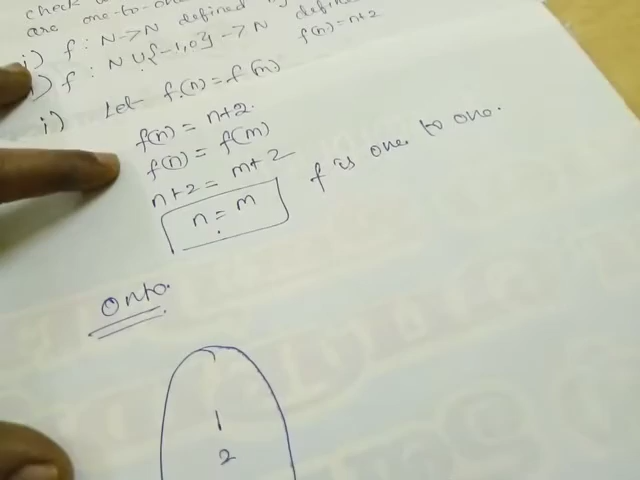 check
are one-to-one
i) f : N->N defined
i) f : N U {-1,0} -> N defined
f(n)=n+2
i) Let f(n) = f(m)
f(n) = n+2.
f(n) = f(m)
n+2 = m+2
n = m
f is one to one.
Onto.
1
2